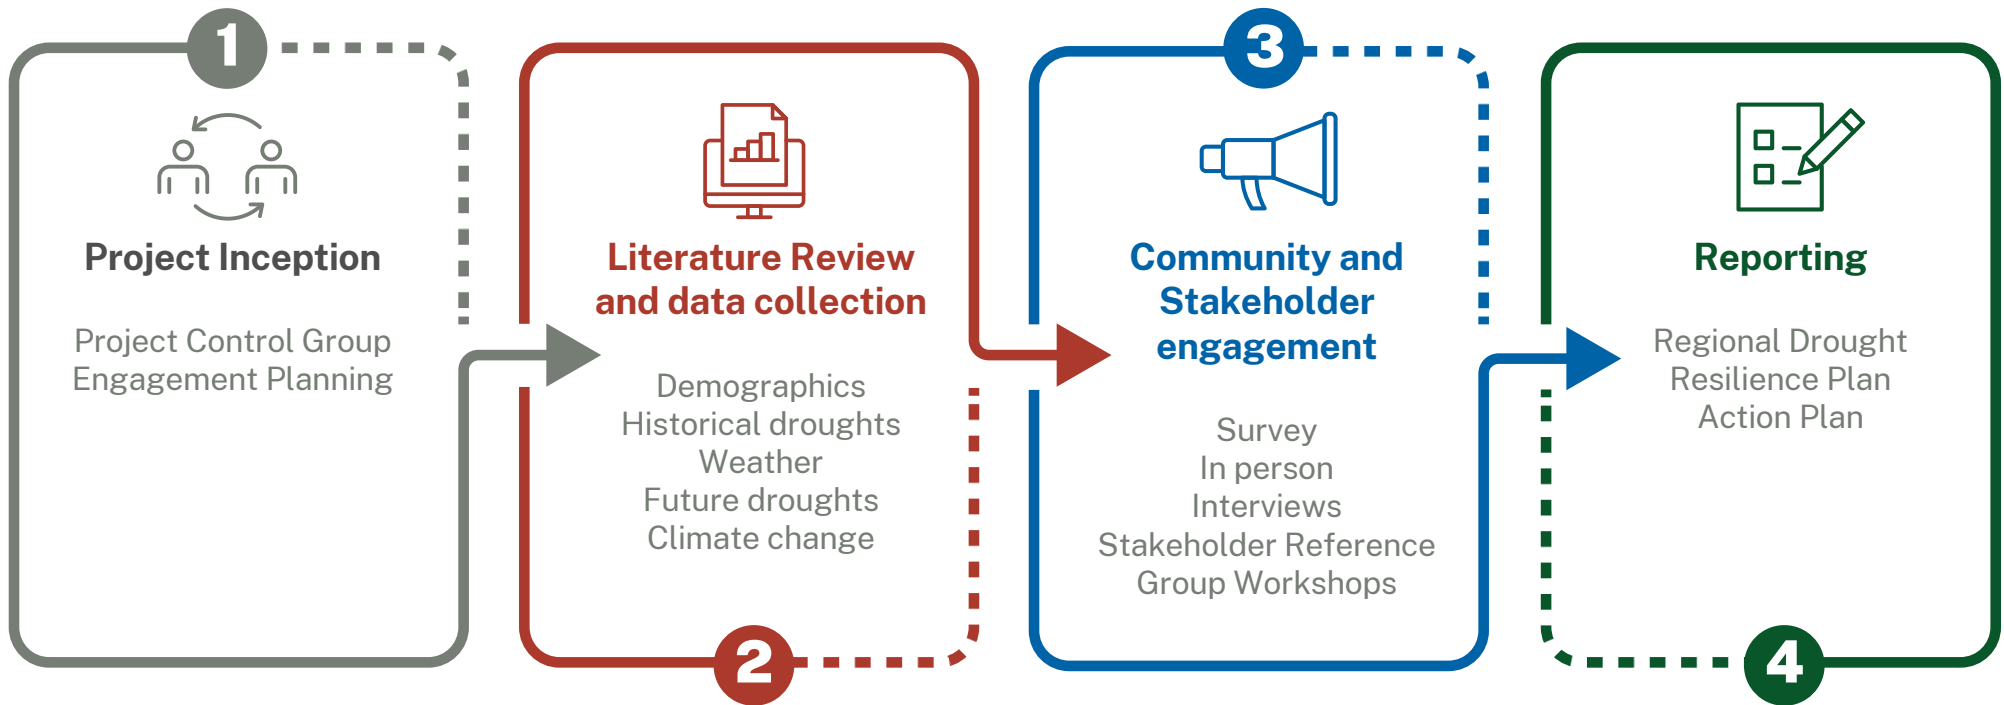 1
Project Inception
Project Control Group
Engagement Planning
2
Literature Review
and data collection
Demographics
Historical droughts
Weather
Future droughts
Climate change
3
Community and
Stakeholder
engagement
Survey
In person
Interviews
Stakeholder Reference
Group Workshops
4
Reporting
Regional Drought
Resilience Plan
Action Plan